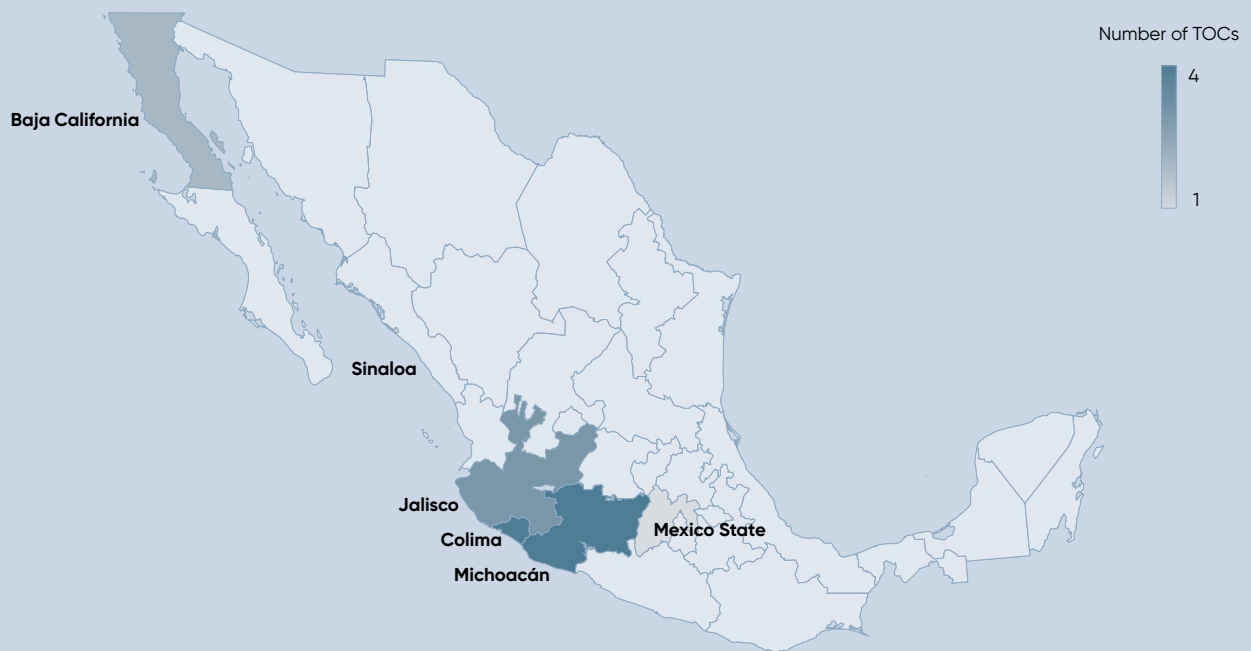 Number of TOCs
4
1
Baja California
Sinaloa
Jalisco
Colima
Michoacán
Mexico State